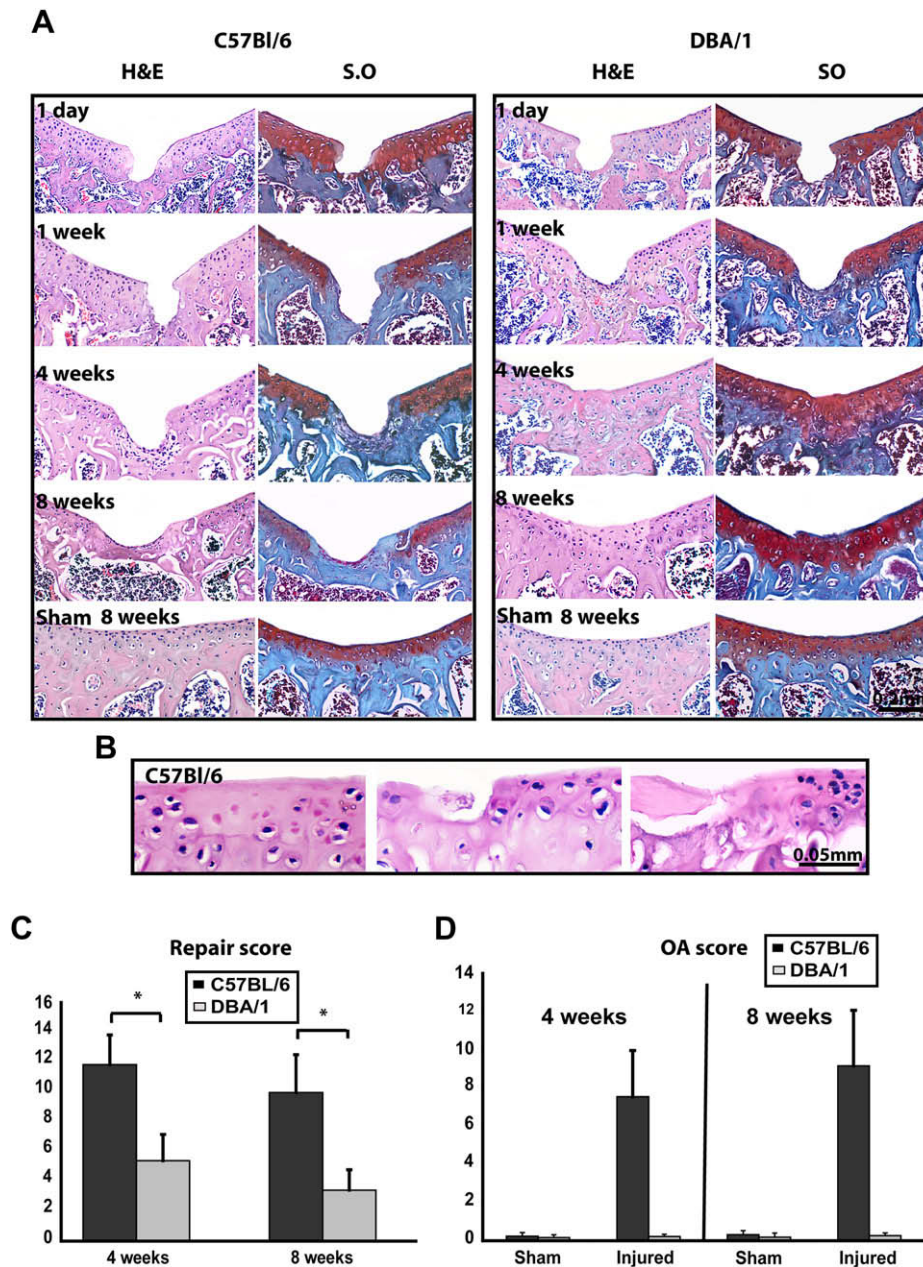 A
C57Bl/6 DBA/1
H&E S.O H&E SO
1 day 1 day
1 week 1 week
4 weeks 4 weeks
8 weeks 8 weeks
Sham 8 weeks Sham 8 weeks
0.2mm
B
C57Bl/6
0.05mm
C
Repair score
C57BL/6
DBA/1
16
14
12
10
8
6
4
2
0
* *
4 weeks 8 weeks
D
OA score
C57BL/6
DBA/1
14
12
10
8
6
4
2
0
4 weeks 8 weeks
Sham Injured Sham Injured